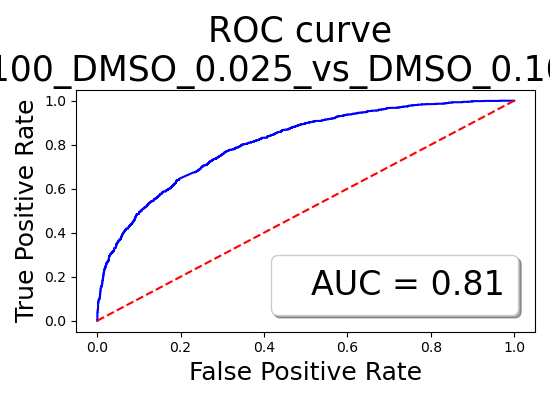 ROC curve
100_DMSO_0.025_vs_DMSO_0.10
True Positive Rate
1.0
0.8
0.6
0.4
0.2
0.0
AUC = 0.81
0.0 0.2 0.4 0.6 0.8 1.0
False Positive Rate